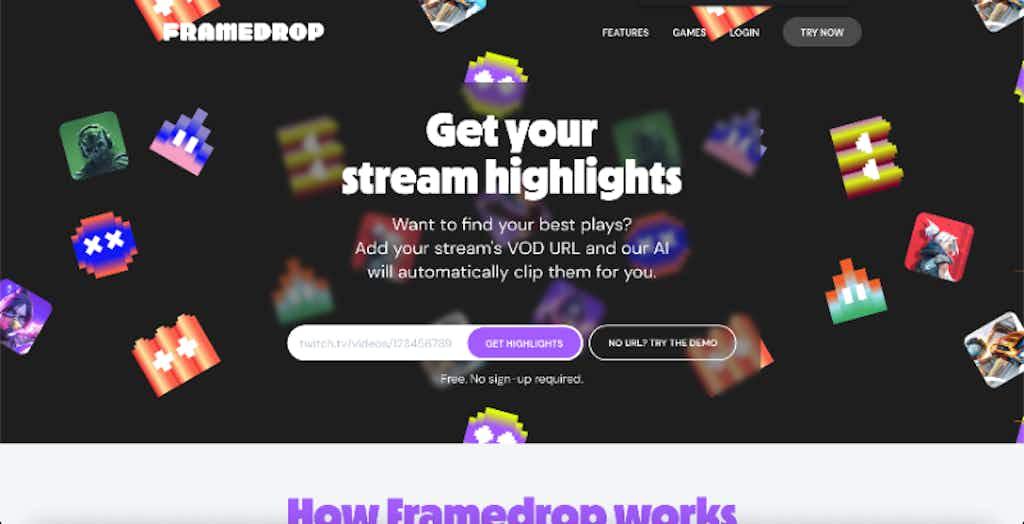 FRAMEDROP
FEATURES
GAMES
LOGIN
TRY NOW
Get your
stream highlights
Want to find your best plays?
Add your stream's VOD URL and our AI
will automatically clip them for you.
twitch.tv/videos/123456789
GET HIGHLIGHTS
NO URL? TRY THE DEMO
Free. No sign-up required.
How Framedrop works